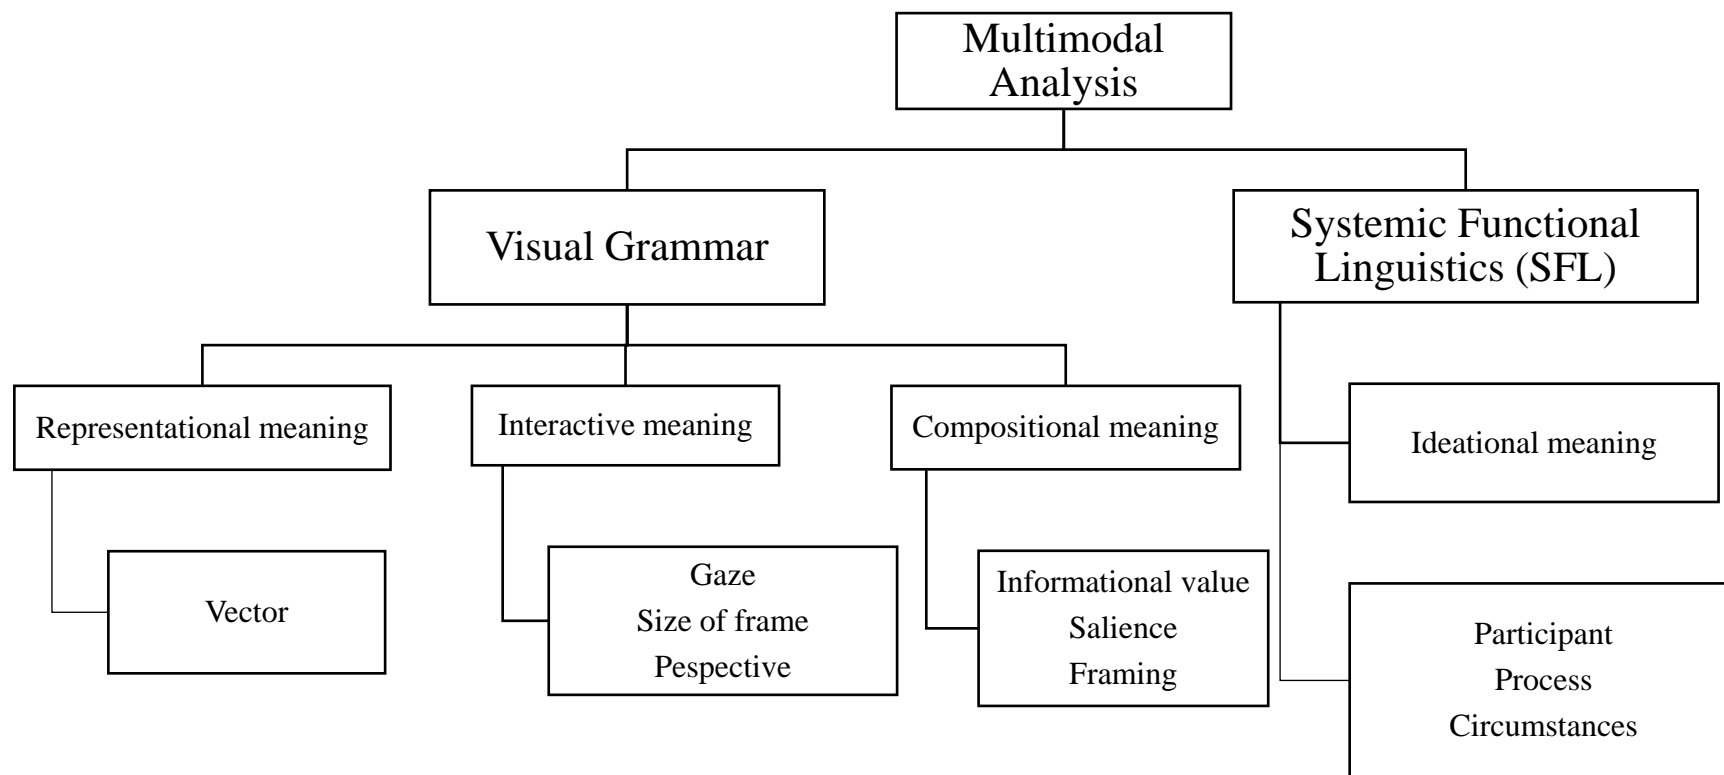 Multimodal
Analysis
Visual Grammar
Systemic Functional
Linguistics (SFL)
Representational meaning
Interactive meaning
Compositional meaning
Ideational meaning
Vector
Gaze
Size of frame
Pespective
Informational value
Salience
Framing
Participant
Process
Circumstances